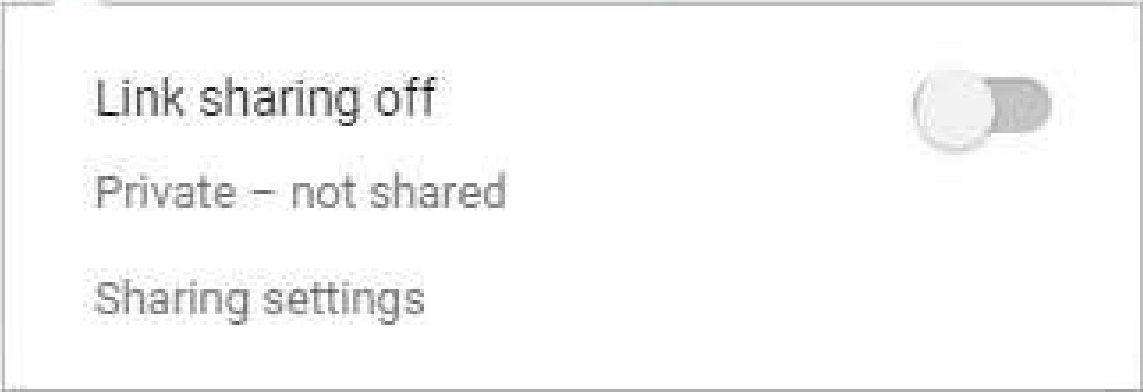 Link sharing off
Private – not shared
Sharing settings